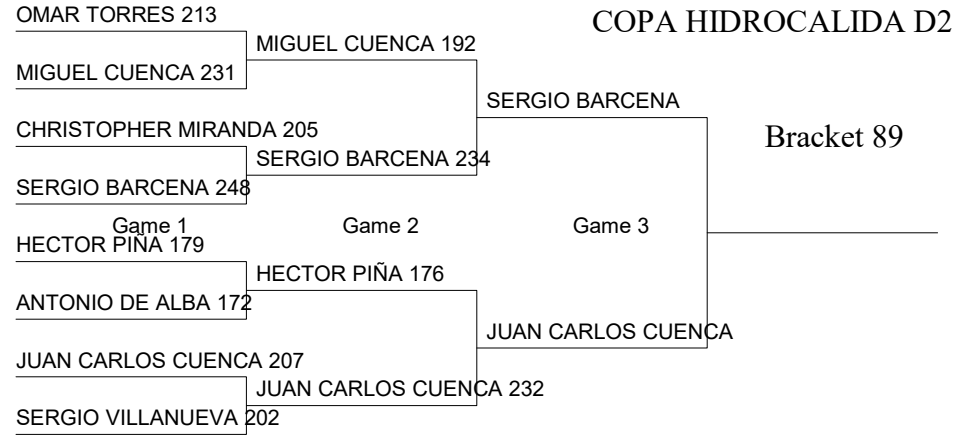 OMAR TORRES 213
COPA HIDROCALIDA D2
MIGUEL CUENCA 192
MIGUEL CUENCA 231
SERGIO BARCENA
CHRISTOPHER MIRANDA 205
Bracket 89
SERGIO BARCENA 234
SERGIO BARCENA 248
Game 1
Game 2
Game 3
HECTOR PIÑA 179
HECTOR PIÑA 176
ANTONIO DE ALBA 172
JUAN CARLOS CUENCA
JUAN CARLOS CUENCA 207
JUAN CARLOS CUENCA 232
SERGIO VILLANUEVA 202